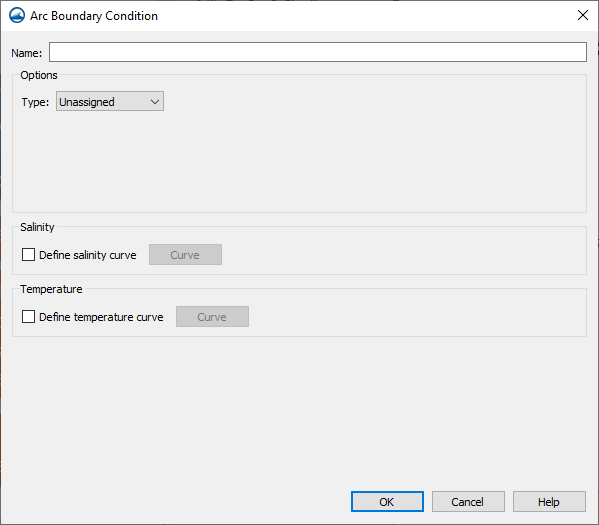 Arc Boundary Condition
Name:
Options
Type: Unassigned
Salinity
Define salinity curve Curve
Temperature
Define temperature curve Curve
OK Cancel Help